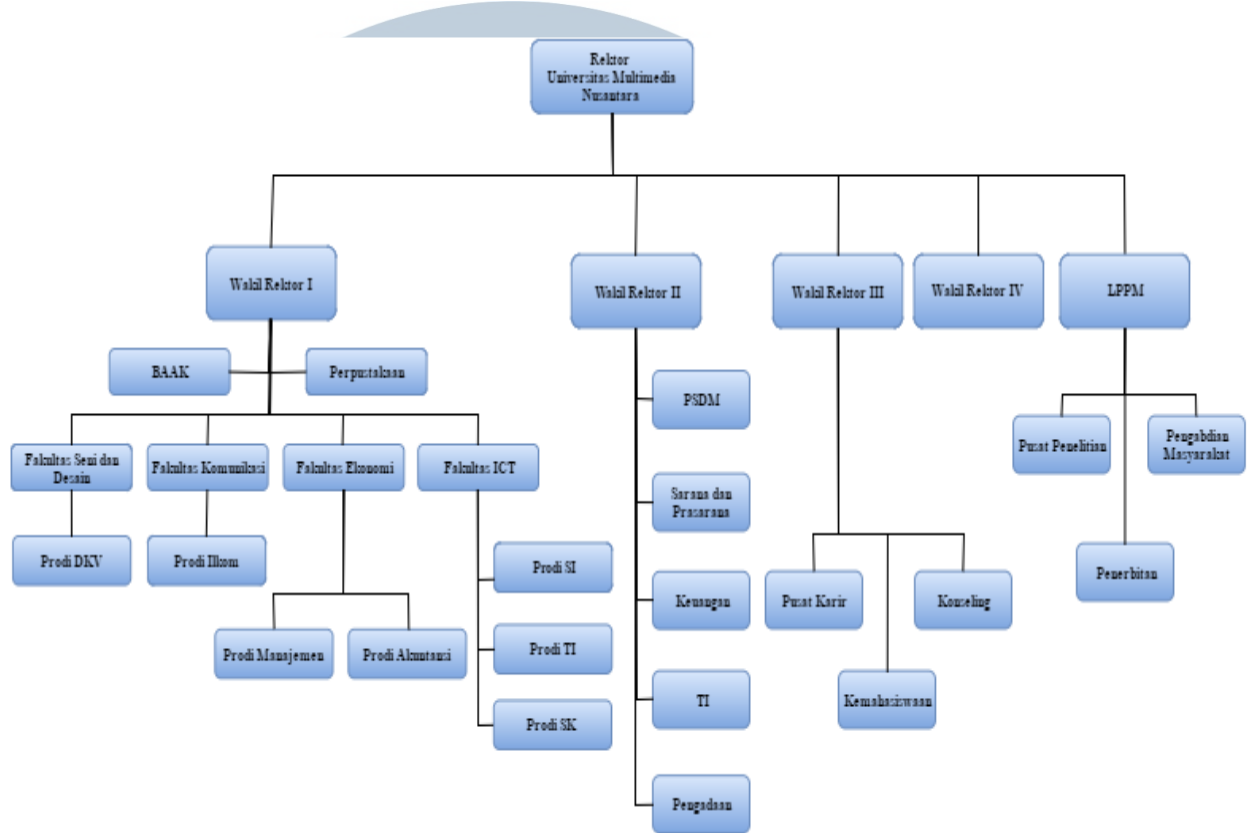 Rektor
Universitas Multimedia
Nusantara
Wakil Rektor I
Wakil Rektor II
Wakil Rektor III
Wakil Rektor IV
LPPM
BAAK
Perpustakaan
Fakultas Seni dan
Desain
Fakultas Komunikasi
Fakultas Ekonomi
Fakultas ICT
Prodi DKV
Prodi Ilkom
Prodi Manajemen
Prodi Akuntansi
Prodi SI
Prodi TI
Prodi SK
PSDM
Sarana dan
Prasarana
Keuangan
TI
Pengadaan
Pusat Karir
Kemahasiswaan
Konseling
Pusat Penelitian
Penerbitan
Pengabdian
Masyarakat